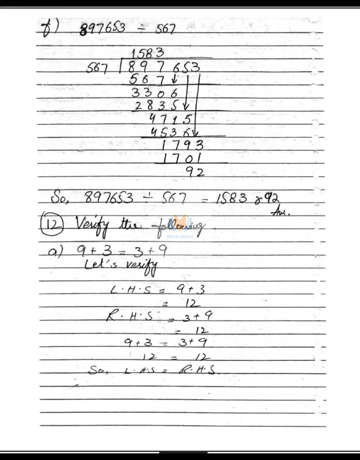 f) 897653 ÷ 567
1583
567 | 897653
567
3306
2835
4715
4536
1793
1701
92
So, 897653 ÷ 567 = 1583 r 92
Ans.
12 Verify the following.
a) 9 + 3 = 3 + 9
Let's verify
L.H.S = 9 + 3
= 12
R.H.S = 3 + 9
= 12
9 + 3 = 3 + 9
12 = 12
So, L.H.S = R.H.S.